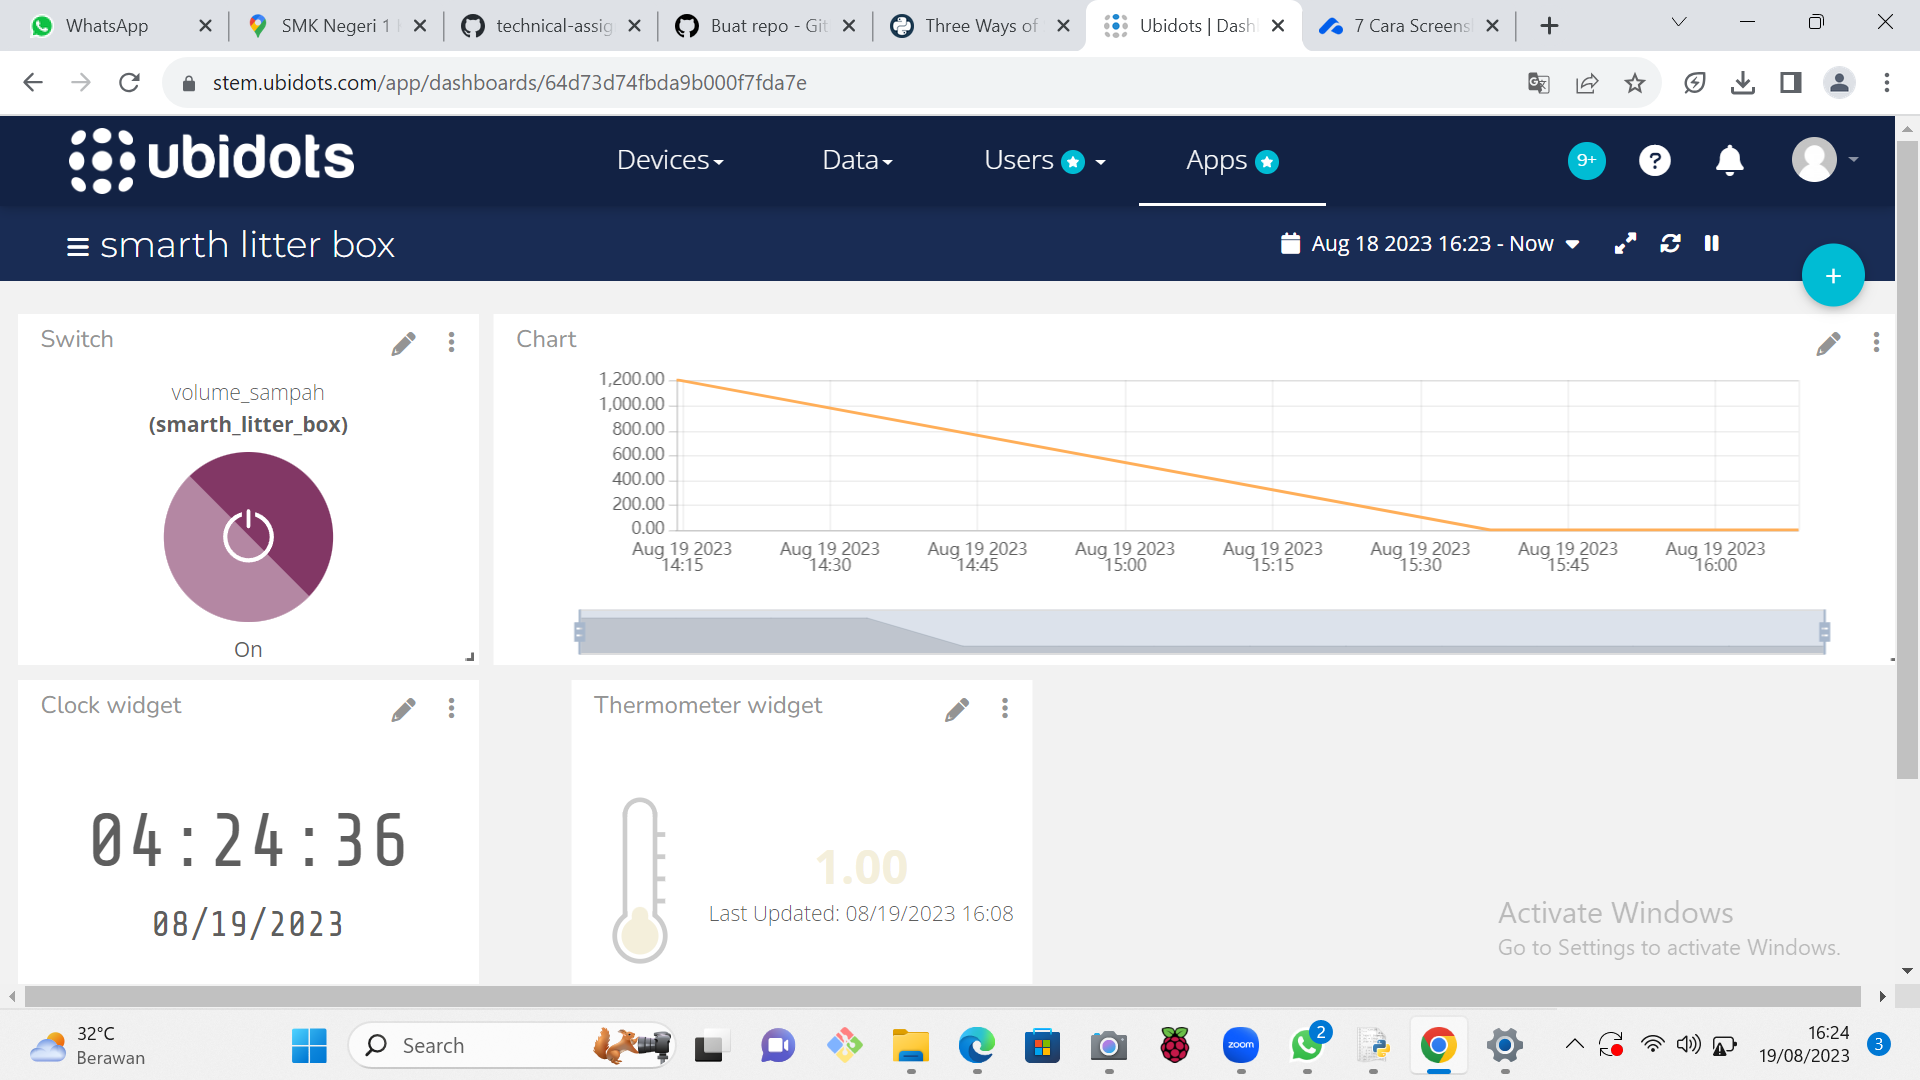 WhatsApp
SMK Negeri 1
technical-assig
Buat repo - Git
Three Ways of
Ubidots | Dash
7 Cara Screens
stem.ubidots.com/app/dashboards/64d73d74fbda9b000f7fda7e
ubidots
Devices
Data
Users
Apps
9+
?
smarth litter box
Aug 18 2023 16:23 - Now
+
Switch
volume_sampah
(smarth_litter_box)
On
Chart
1,200.00
1,000.00
800.00
600.00
400.00
200.00
0.00
Aug 19 2023 14:15
Aug 19 2023 14:30
Aug 19 2023 14:45
Aug 19 2023 15:00
Aug 19 2023 15:15
Aug 19 2023 15:30
Aug 19 2023 15:45
Aug 19 2023 16:00
Clock widget
04:24:36
08/19/2023
Thermometer widget
1.00
Last Updated: 08/19/2023 16:08
Activate Windows
Go to Settings to activate Windows.
32°C
Berawan
Search
zoom
2
16:24
19/08/2023
3